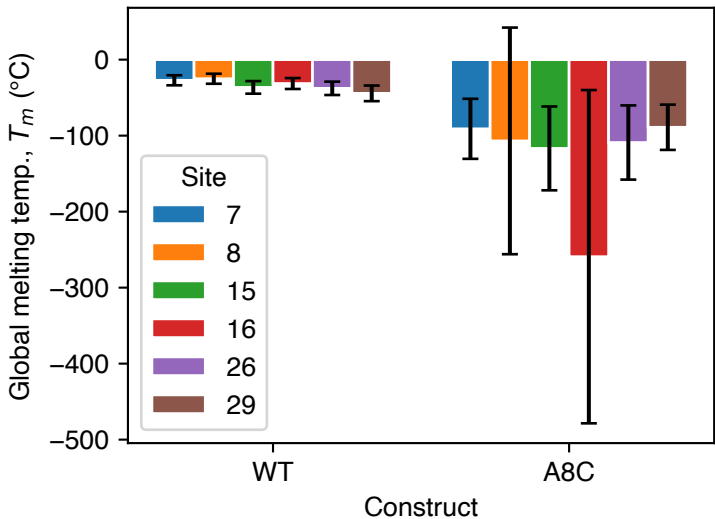 Global melting temp., Tm (°C)
0
−100
−200
−300
−400
−500
Site
7
8
15
16
26
29
WT
A8C
Construct